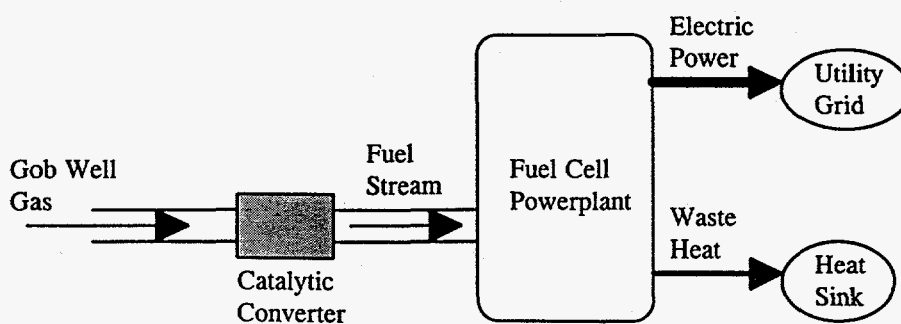 Gob Well
Gas
Catalytic
Converter
Fuel
Stream
Fuel Cell
Powerplant
Electric
Power
Utility
Grid
Waste
Heat
Heat
Sink